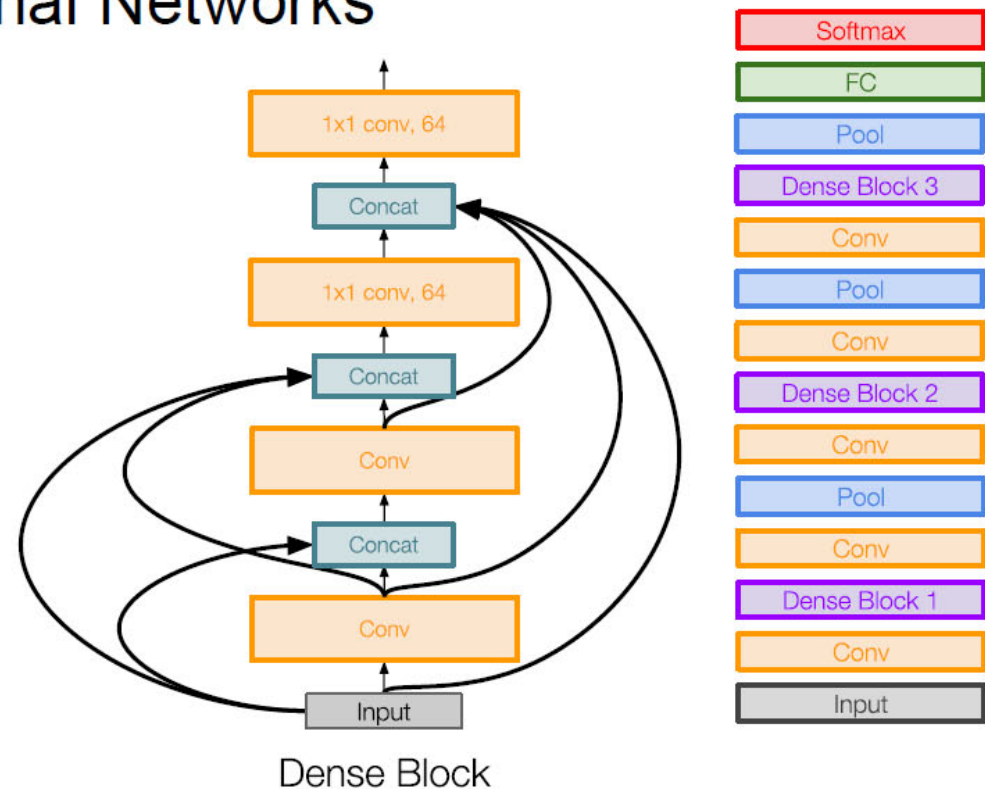 nal Networks
1x1 conv, 64
Concat
1x1 conv, 64
Concat
Conv
Concat
Conv
Input
Dense Block
Softmax
FC
Pool
Dense Block 3
Conv
Pool
Conv
Dense Block 2
Conv
Pool
Conv
Dense Block 1
Conv
Input